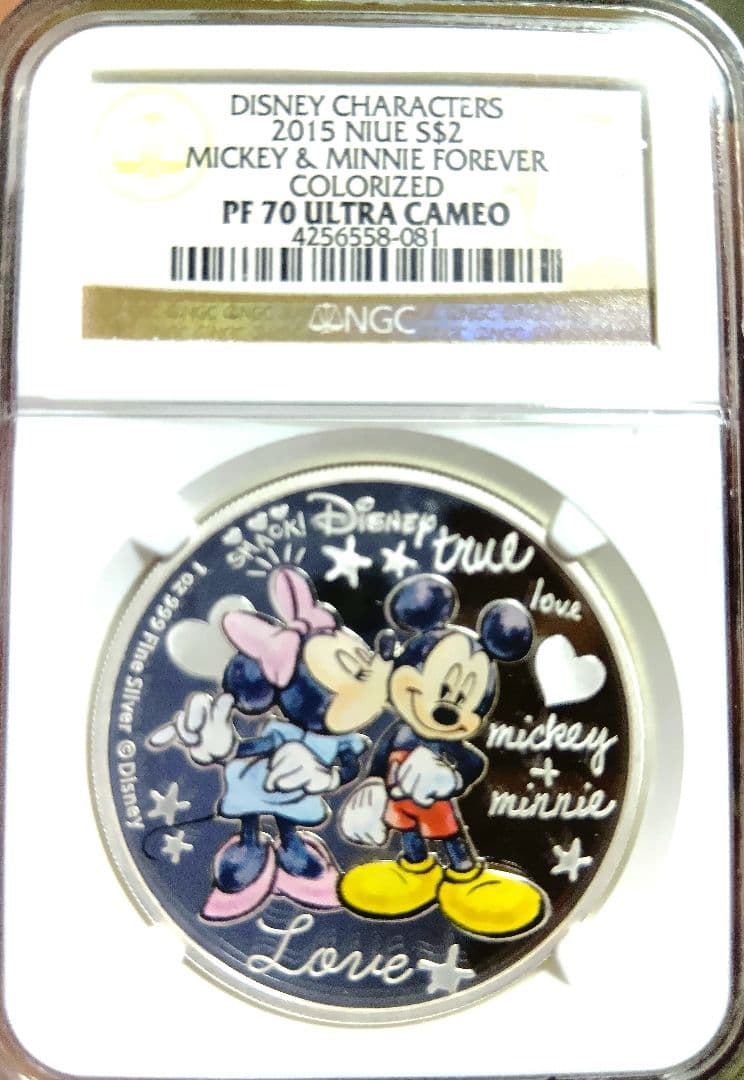 DISNEY CHARACTERS
2015 NIUE S$2
MICKEY & MINNIE FOREVER
COLORIZED
PF 70 ULTRA CAMEO
4256558-081
NGC
SMACK!
Disney
true
love
1 oz 999 Fine Silver © Disney
mickey
+
minnie
Love